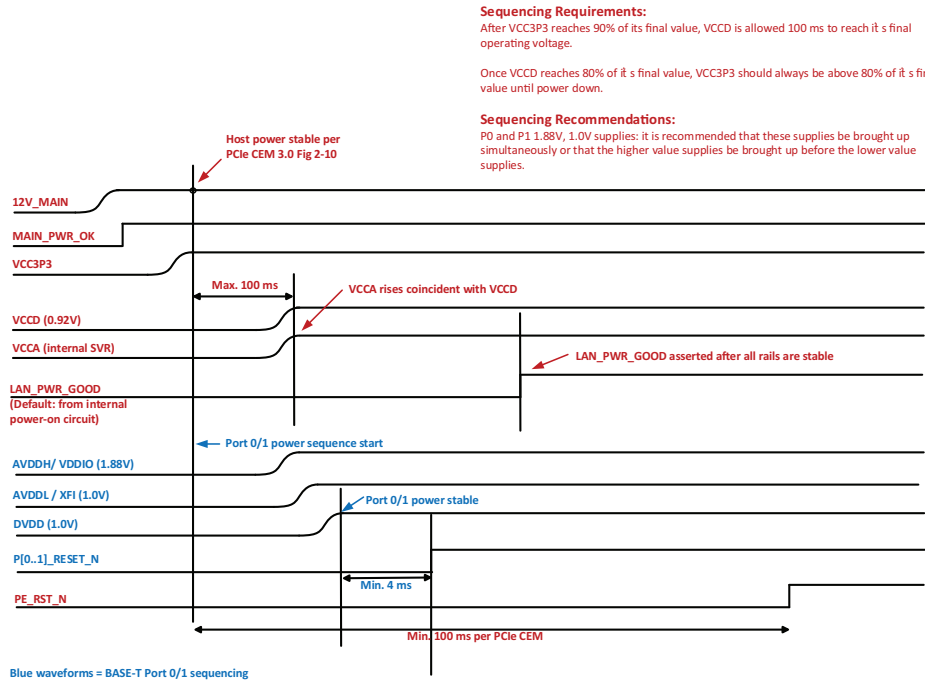 Sequencing Requirements:
After VCC3P3 reaches 90% of its final value, VCCD is allowed 100 ms to reach it's final
operating voltage.
Once VCCD reaches 80% of it's final value, VCC3P3 should always be above 80% of it's fi
value until power down.
Sequencing Recommendations:
P0 and P1 1.88V, 1.0V supplies: it is recommended that these supplies be brought up
simultaneously or that the higher value supplies be brought up before the lower value
supplies.
Host power stable per
PCIe CEM 3.0 Fig 2-10
12V_MAIN
MAIN_PWR_OK
VCC3P3
Max. 100 ms
VCCA rises coincident with VCCD
VCCD (0.92V)
VCCA (internal SVR)
LAN_PWR_GOOD asserted after all rails are stable
LAN_PWR_GOOD
(Default: from internal
power-on circuit)
Port 0/1 power sequence start
AVDDH/ VDDIO (1.88V)
AVDDL / XFI (1.0V)
Port 0/1 power stable
DVDD (1.0V)
P[0..1]_RESET_N
Min. 4 ms
PE_RST_N
Min. 100 ms per PCIe CEM
Blue waveforms = BASE-T Port 0/1 sequencing